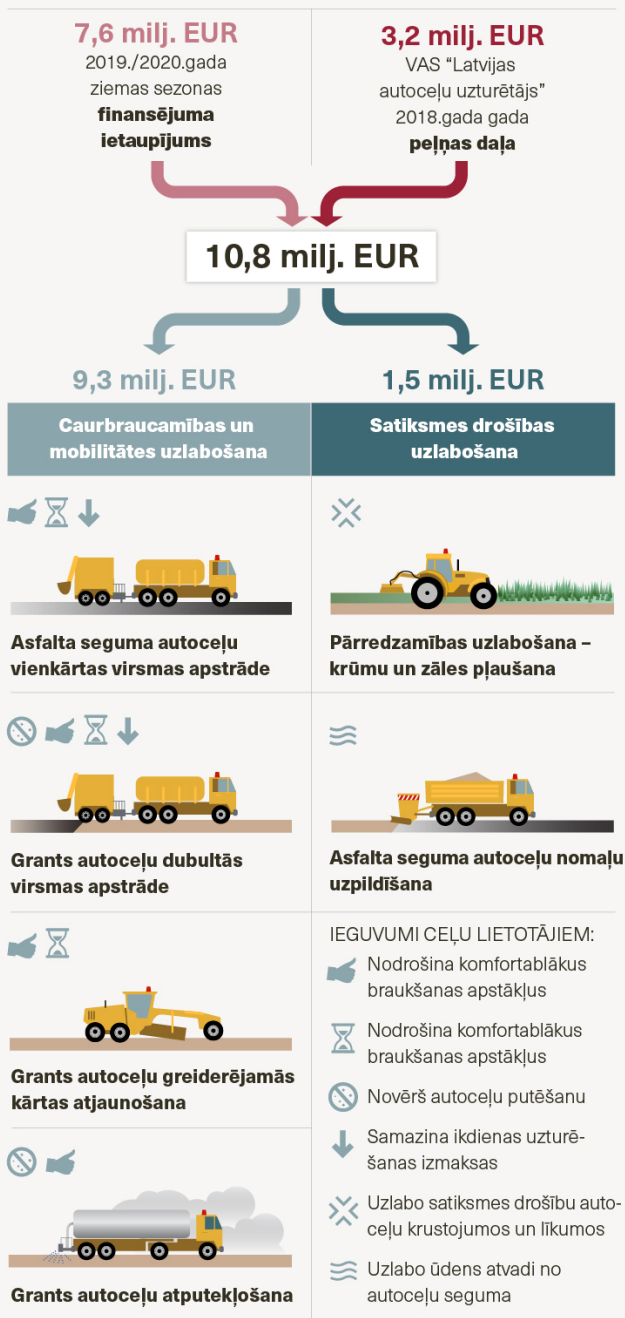 7,6 milj. EUR
2019./2020.gada
ziemas sezonas
finansējuma
ietaupījums
3,2 milj. EUR
VAS “Latvijas
autoceļu uzturētājs”
2018.gada gada
peļņas daļa
10,8 milj. EUR
9,3 milj. EUR
Caurbraucamības un
mobilitātes uzlabošana
1,5 milj. EUR
Satiksmes drošības
uzlabošana
Asfalta seguma autoceļu
vienkārtas virsmas apstrāde
Grants autoceļu dubultās
virsmas apstrāde
Grants autoceļu greiderējamās
kārtas atjaunošana
Grants autoceļu atputekļošana
Pārredzamības uzlabošana –
krūmu un zāles pļaušana
Asfalta seguma autoceļu nomaļu
uzpildīšana
IEGUVUMI CEĻU LIETOTĀJIEM:
Nodrošina komfortablākus
braukšanas apstākļus
Nodrošina komfortablākus
braukšanas apstākļus
Novērš autoceļu putēšanu
Samazina ikdienas uzturē-
šanas izmaksas
Uzlabo satiksmes drošību auto-
ceļu krustojumos un līkumos
Uzlabo ūdens atvadi no
autoceļu seguma